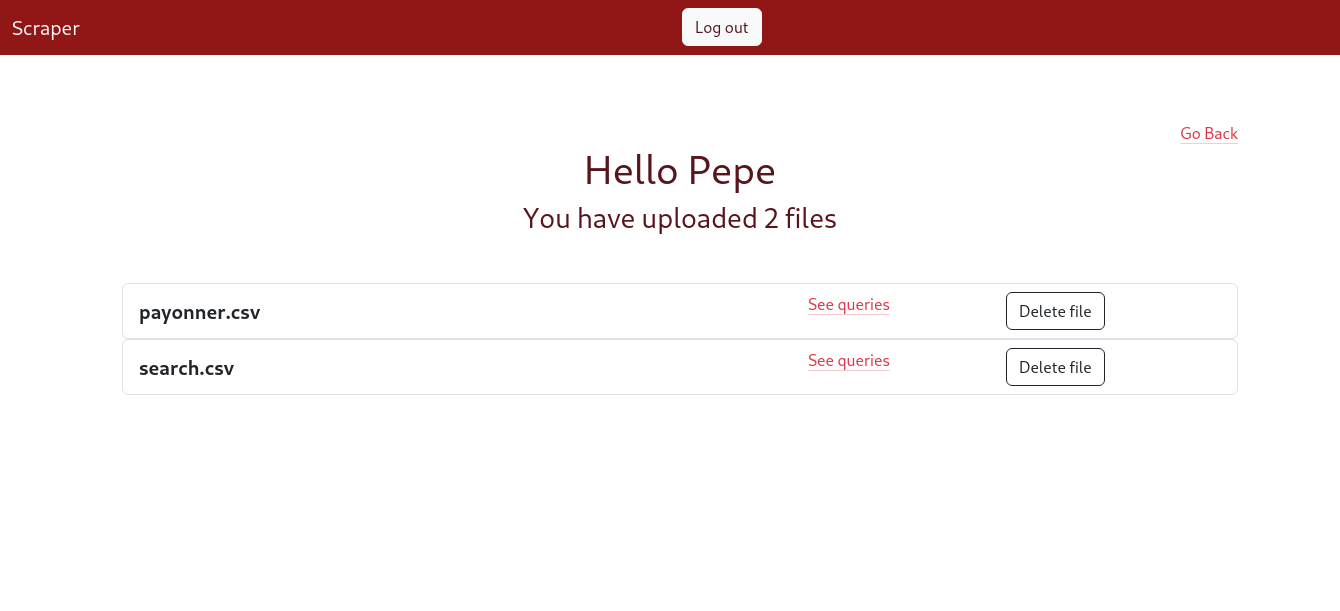 Scraper Log out
Go Back
Hello Pepe
You have uploaded 2 files
payonner.csv See queries Delete file
search.csv See queries Delete file